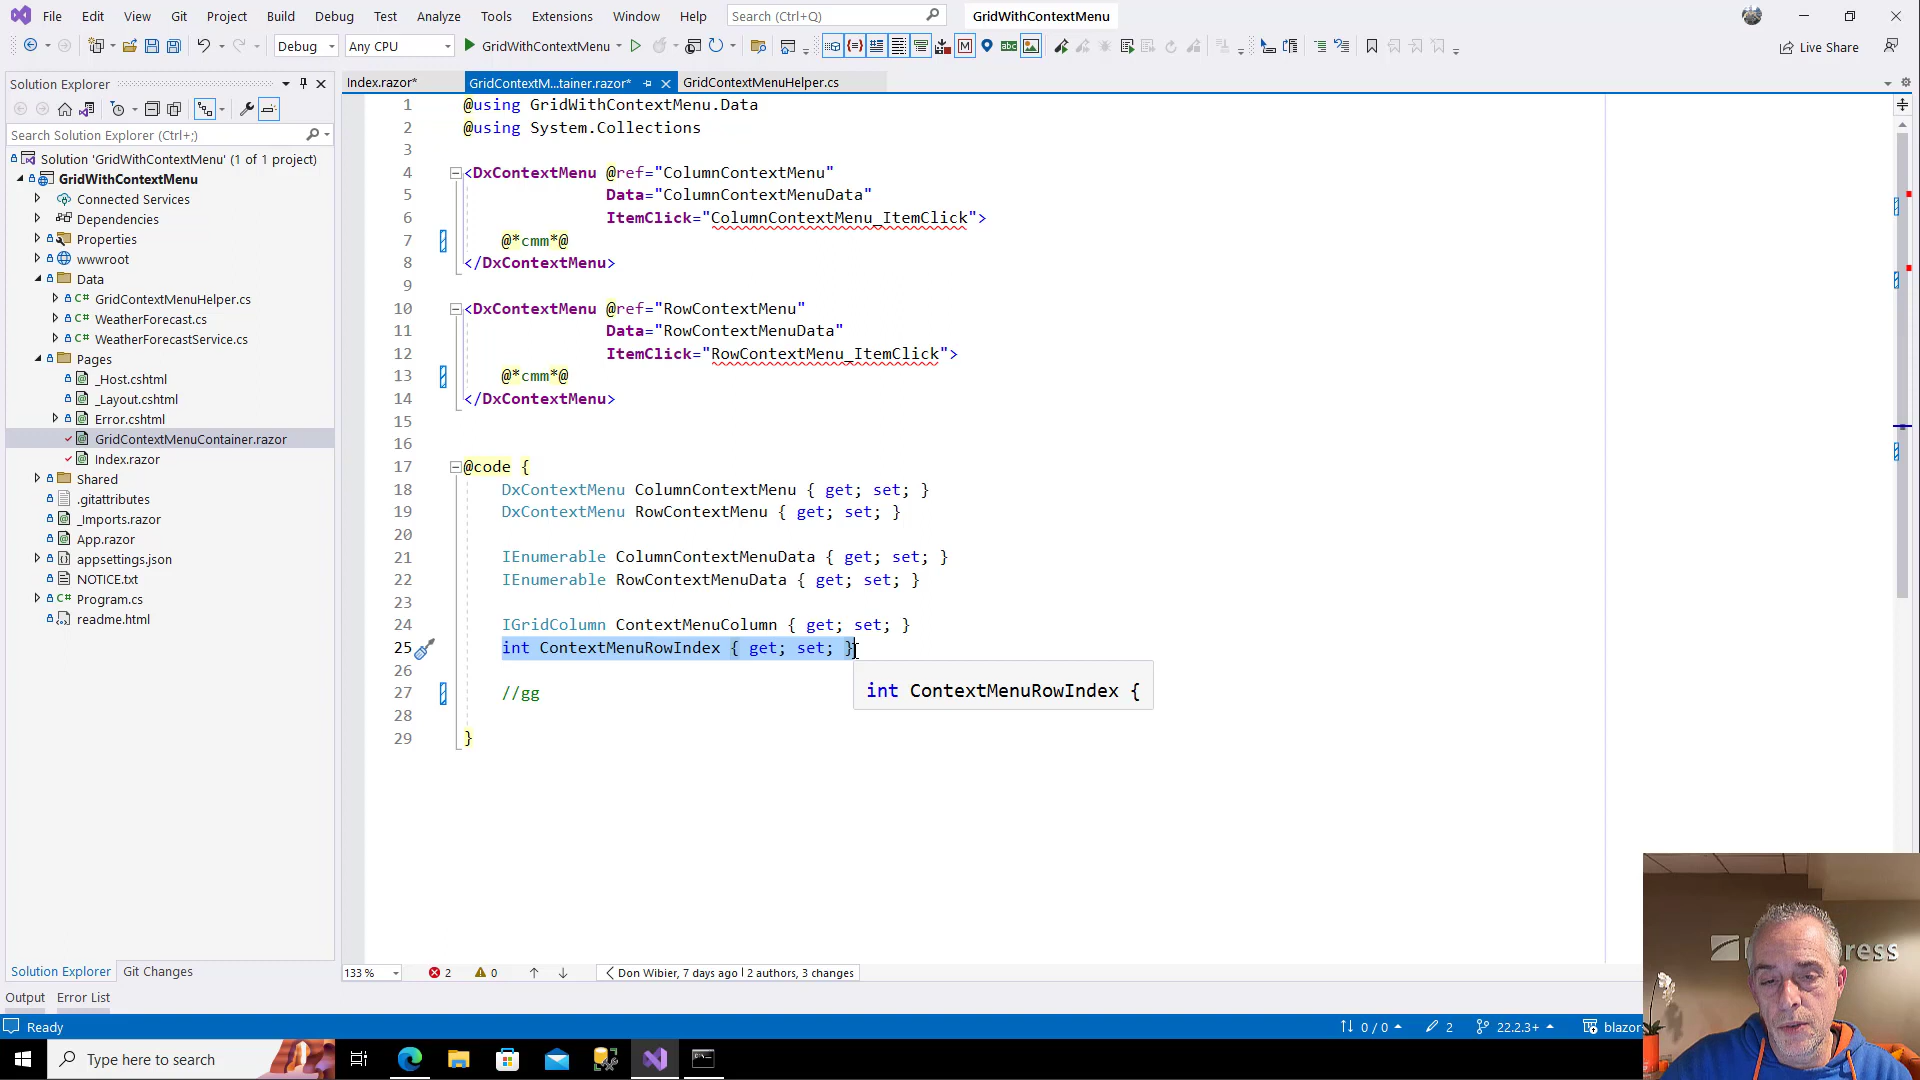 File Edit View Git Project Build Debug Test Analyze Tools Extensions Window Help Search (Ctrl+Q) GridWithContextMenu
Debug Any CPU GridWithContextMenu Live Share
Solution Explorer
Search Solution Explorer (Ctrl+;)
Solution 'GridWithContextMenu' (1 of 1 project)
GridWithContextMenu
Connected Services
Dependencies
Properties
wwwroot
Data
C# GridContextMenuHelper.cs
C# WeatherForecast.cs
C# WeatherForecastService.cs
Pages
_Host.cshtml
_Layout.cshtml
Error.cshtml
GridContextMenuContainer.razor
Index.razor
Shared
.gitattributes
_Imports.razor
App.razor
appsettings.json
NOTICE.txt
C# Program.cs
readme.html
Solution Explorer Git Changes
Index.razor* GridContextM...tainer.razor* GridContextMenuHelper.cs
1 @using GridWithContextMenu.Data
2 @using System.Collections
3
4 <DxContextMenu @ref="ColumnContextMenu"
5 Data="ColumnContextMenuData"
6 ItemClick="ColumnContextMenu_ItemClick">
7 @*cmm*@
8 </DxContextMenu>
9
10 <DxContextMenu @ref="RowContextMenu"
11 Data="RowContextMenuData"
12 ItemClick="RowContextMenu_ItemClick">
13 @*cmm*@
14 </DxContextMenu>
15
16
17 @code {
18 DxContextMenu ColumnContextMenu { get; set; }
19 DxContextMenu RowContextMenu { get; set; }
20
21 IEnumerable ColumnContextMenuData { get; set; }
22 IEnumerable RowContextMenuData { get; set; }
23
24 IGridColumn ContextMenuColumn { get; set; }
25 int ContextMenuRowIndex { get; set; }
26
int ContextMenuRowIndex {
27 //gg
28
29 }
133 % 2 0 Don Wibier, 7 days ago | 2 authors, 3 changes
Output Error List
Ready 0 / 0 2 22.2.3+ blazor
Type here to search